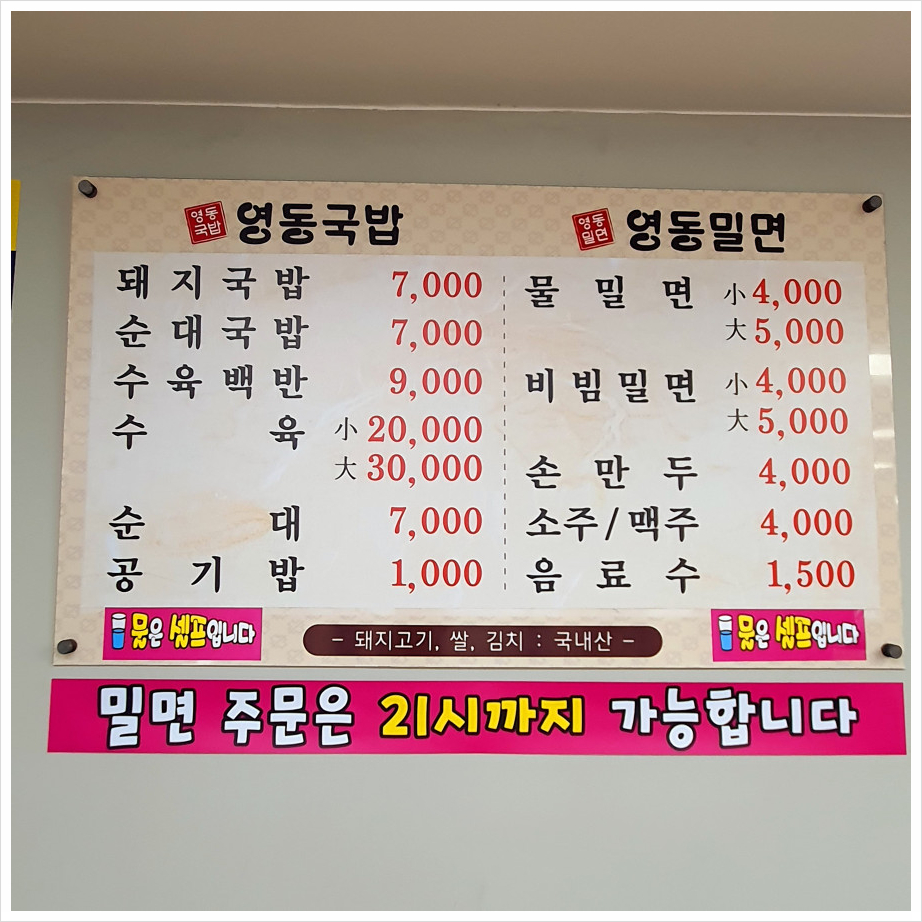 영동국밥 영동국밥
돼지국밥 7,000
순대국밥 7,000
수육백반 9,000
수육 小 20,000
大 30,000
순대 7,000
공기밥 1,000
영동밀면 영동밀면
물밀면 小 4,000
大 5,000
비빔밀면 小 4,000
大 5,000
손만두 4,000
소주/맥주 4,000
음료수 1,500
물은 셀프입니다
- 돼지고기, 쌀, 김치 : 국내산 -
물은 셀프입니다
밀면 주문은 21시까지 가능합니다